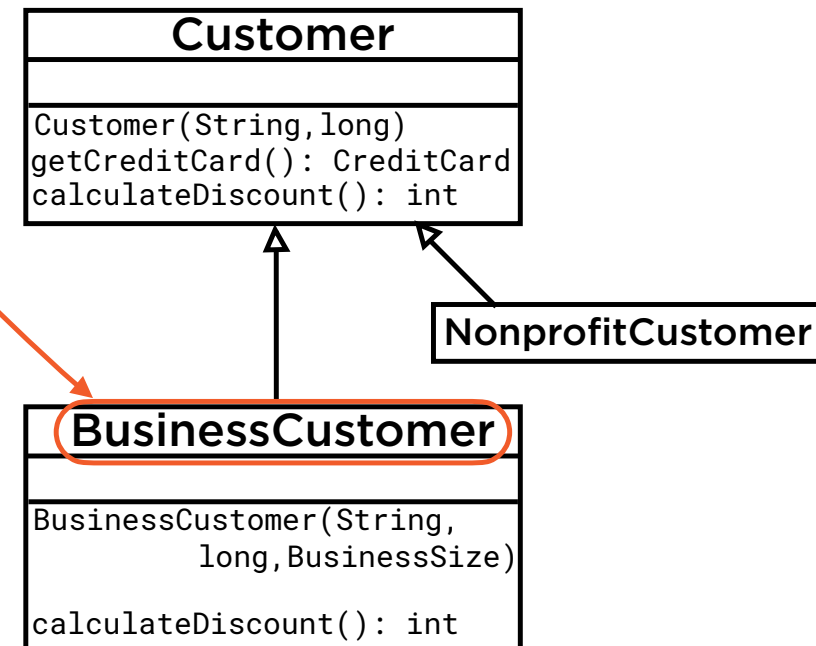 Customer
Customer(String,long)
getCreditCard(): CreditCard
calculateDiscount(): int
NonprofitCustomer
BusinessCustomer
BusinessCustomer(String,
long,BusinessSize)
calculateDiscount(): int